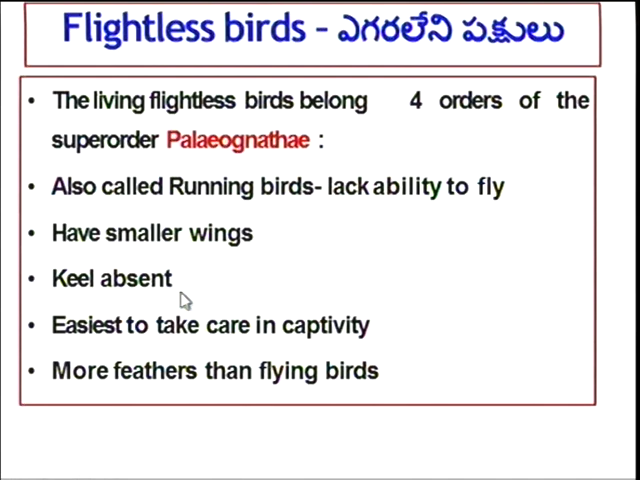 Flightless birds - ఎగరలేని పక్షులు
• The living flightless birds belong 4 orders of the
superorder Palaeognathae :
• Also called Running birds- lack ability to fly
• Have smaller wings
• Keel absent
• Easiest to take care in captivity
• More feathers than flying birds